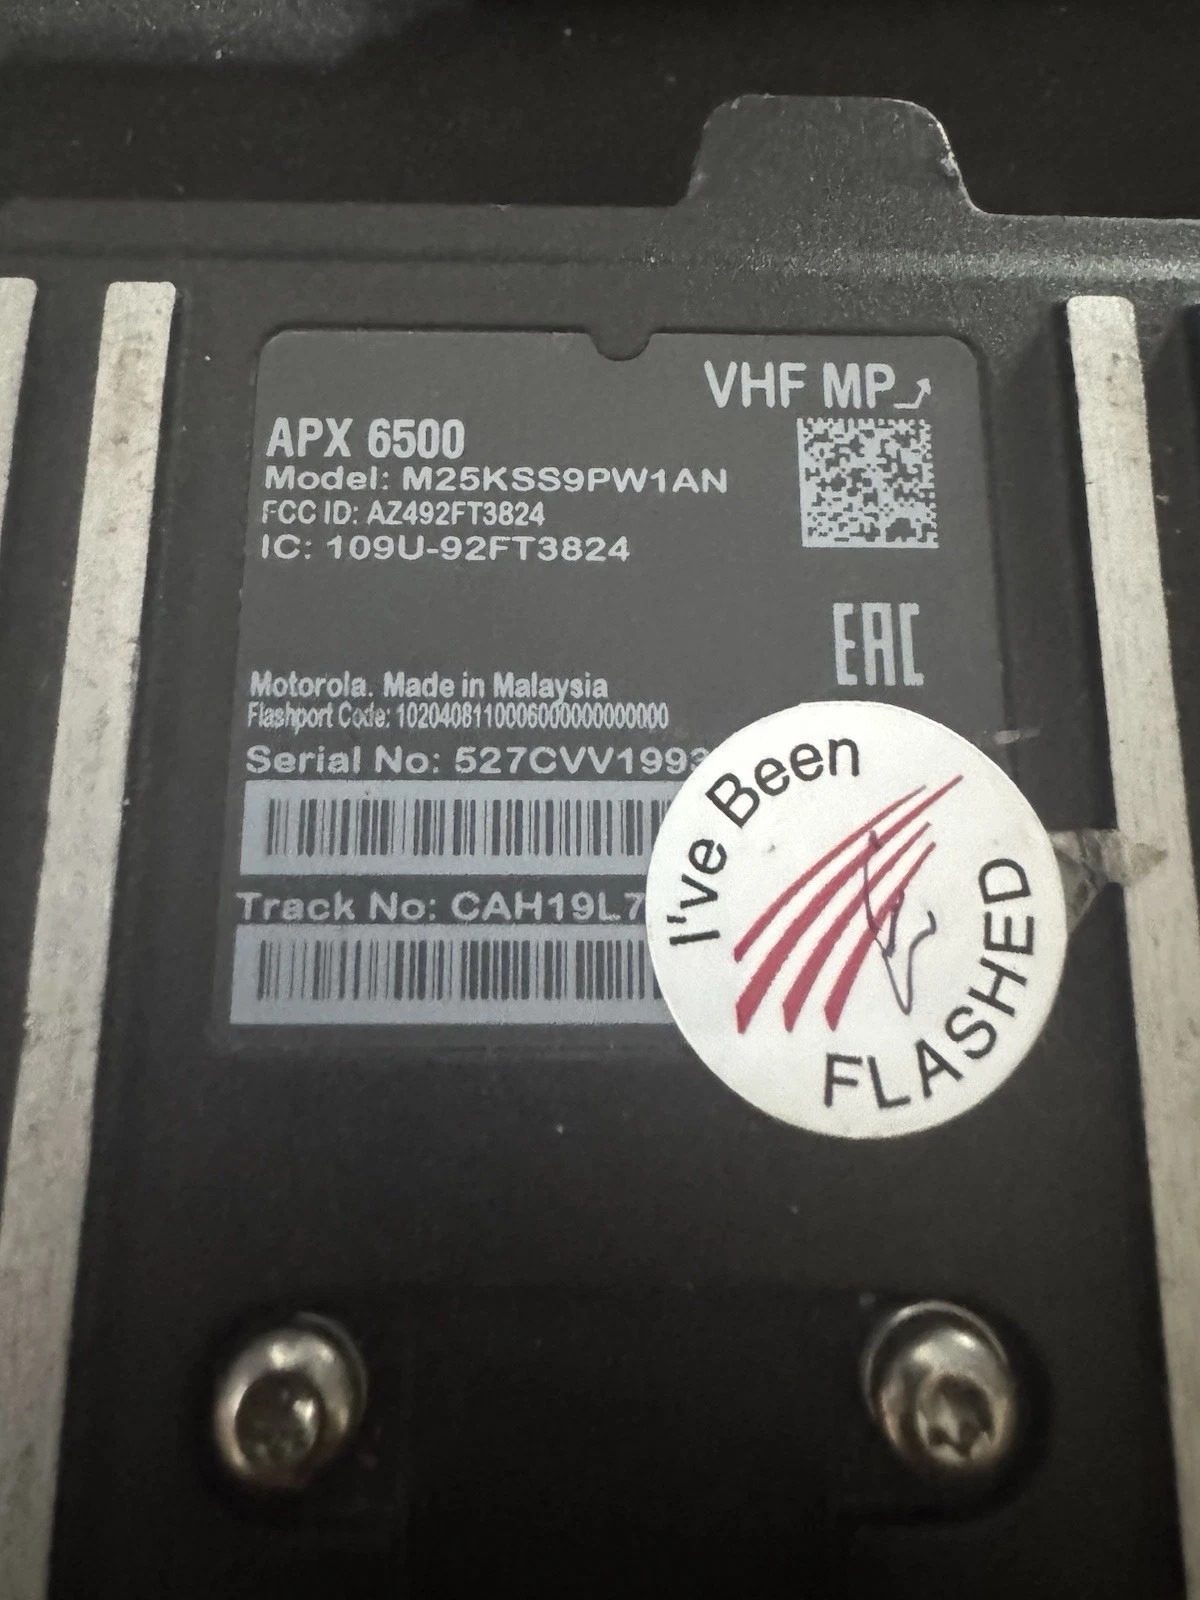 VHF MP
APX 6500
Model: M25KSS9PW1AN
FCC ID: AZ492FT3824
IC: 109U-92FT3824
EAC
Motorola. Made in Malaysia
Flashport Code: 102040811000600000000000
Serial No: 527CVV1993
Track No: CAH19L7
I've Been
FLASHED